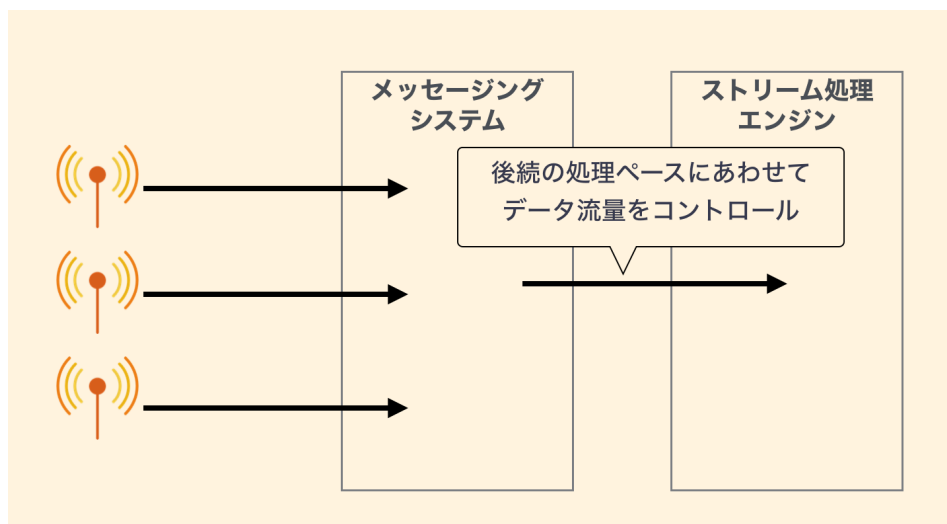 メッセージング
システム
ストリーム処理
エンジン
後続の処理ペースにあわせて
データ流量をコントロール